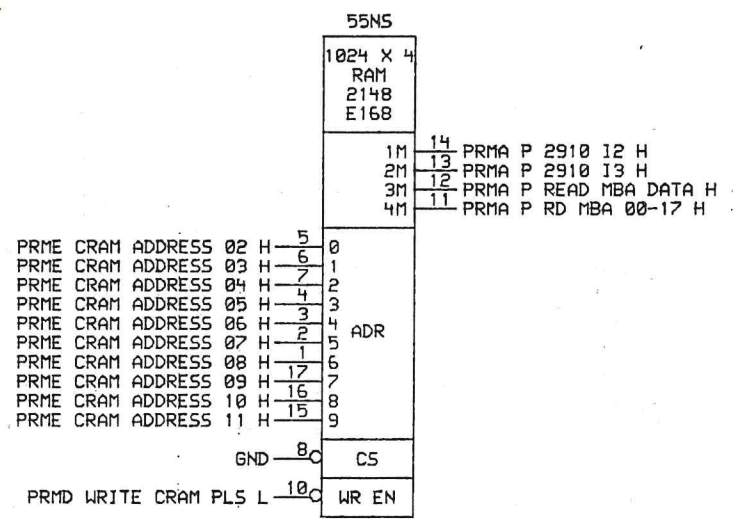 55NS
1024 X 4
RAM
2148
E168
1M 14 PRMA P 2910 I2 H
2M 13 PRMA P 2910 I3 H
3M 12 PRMA P READ MBA DATA H
4M 11 PRMA P RD MBA 00-17 H
PRME CRAM ADDRESS 02 H 5 0
PRME CRAM ADDRESS 03 H 6 1
PRME CRAM ADDRESS 04 H 7 2
PRME CRAM ADDRESS 05 H 4 3
PRME CRAM ADDRESS 06 H 3 4
ADR
PRME CRAM ADDRESS 07 H 2 5
PRME CRAM ADDRESS 08 H 1 6
PRME CRAM ADDRESS 09 H 17 7
PRME CRAM ADDRESS 10 H 16 8
PRME CRAM ADDRESS 11 H 15 9
GND 8 CS
PRMD WRITE CRAM PLS L 10 WR EN